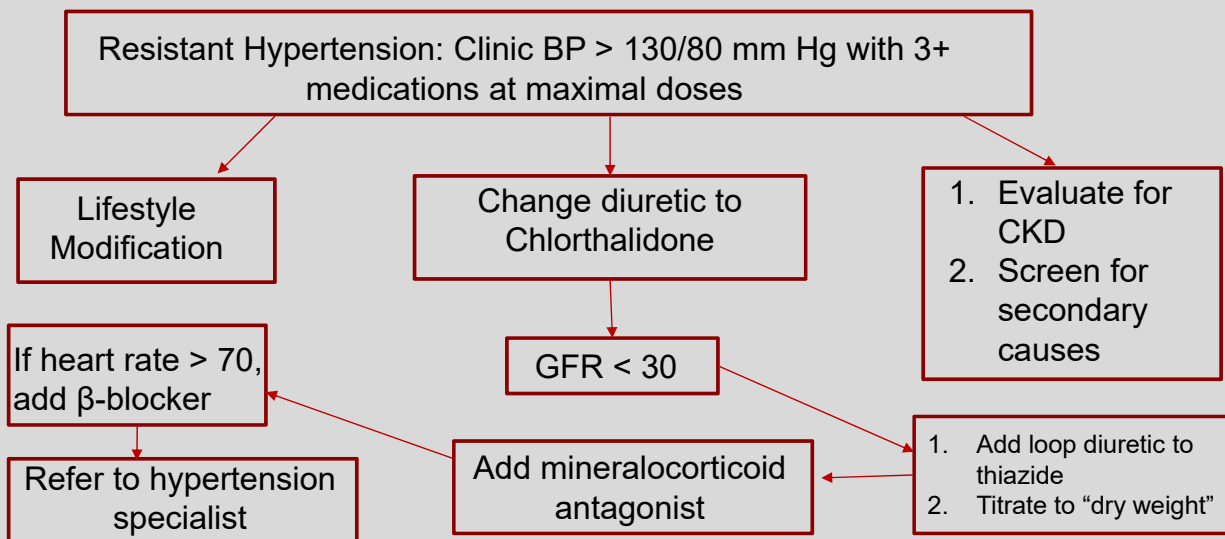 Resistant Hypertension: Clinic BP > 130/80 mm Hg with 3+
medications at maximal doses
Lifestyle
Modification
Change diuretic to
Chlorthalidone
1. Evaluate for
CKD
2. Screen for
secondary
causes
If heart rate > 70,
add β-blocker
GFR < 30
1. Add loop diuretic to
thiazide
2. Titrate to “dry weight”
Add mineralocorticoid
antagonist
Refer to hypertension
specialist